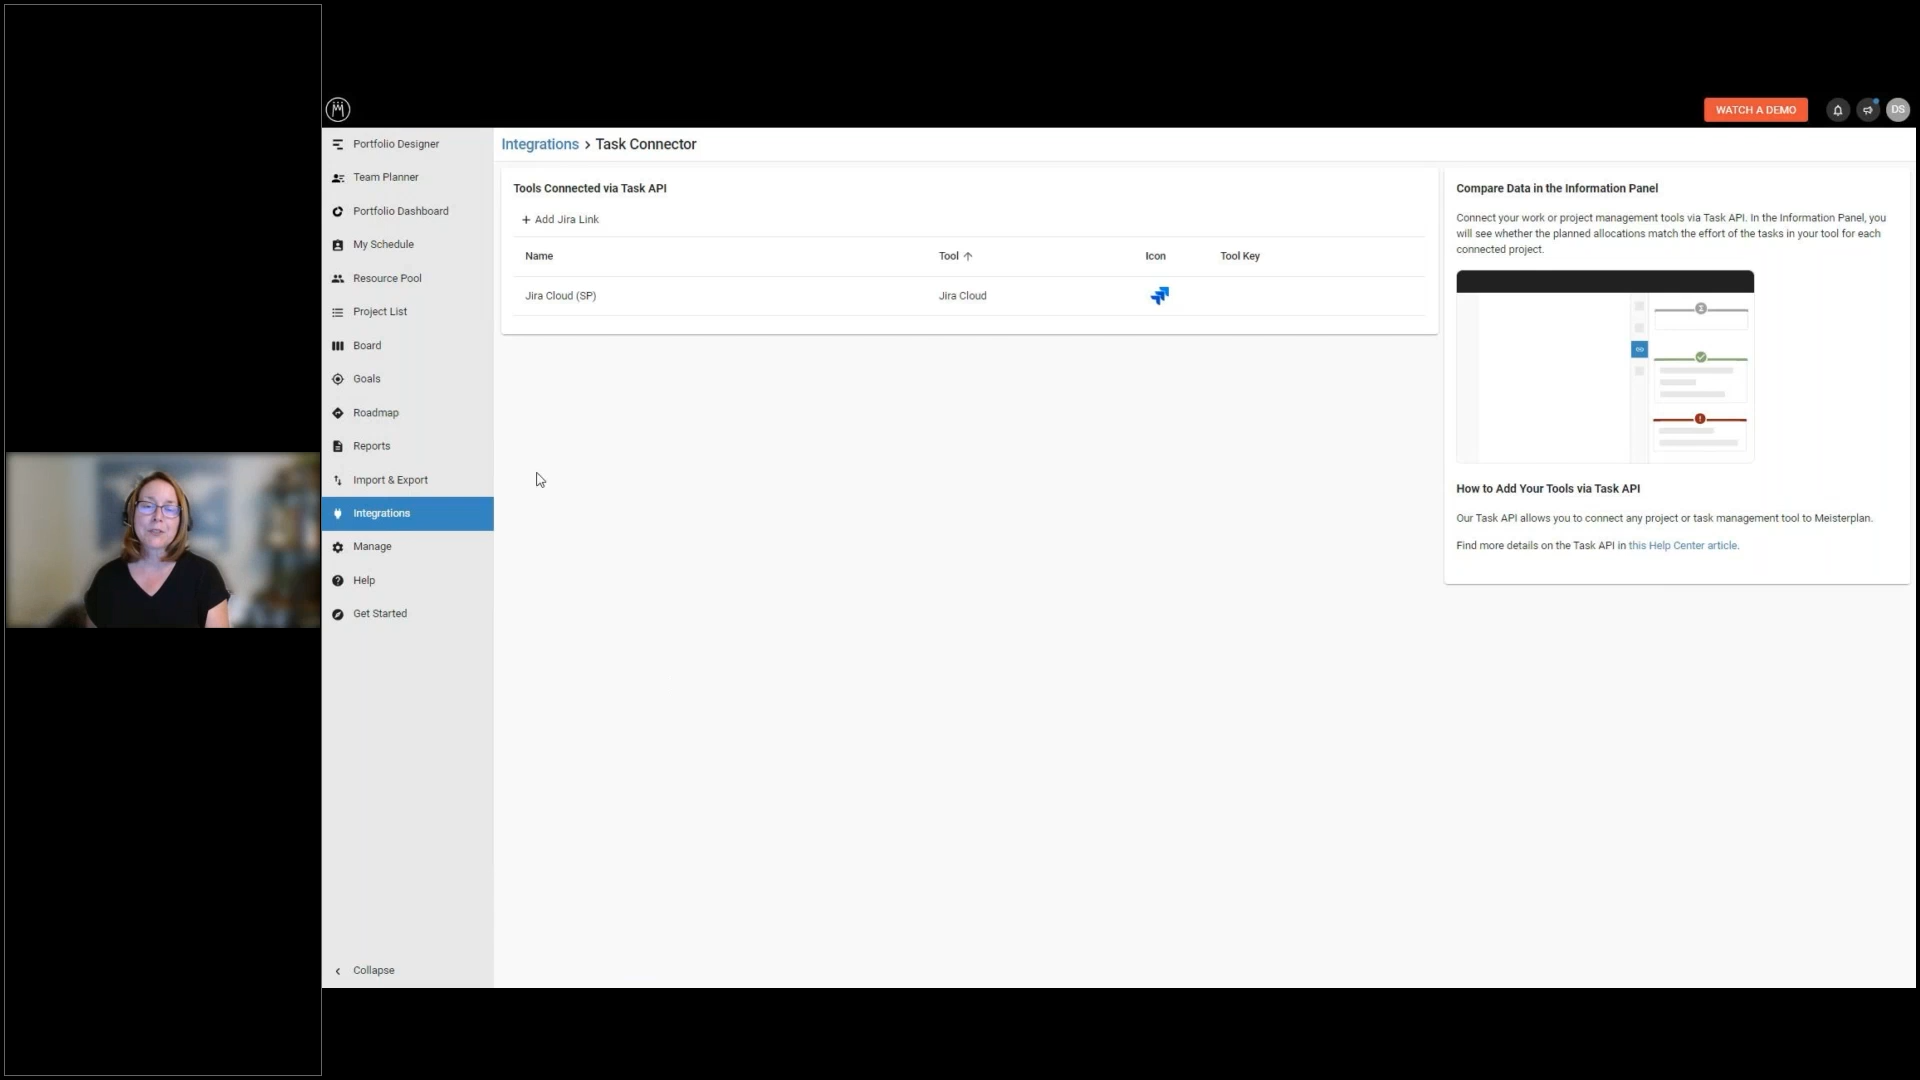 WATCH A DEMO
DS
Portfolio Designer
Team Planner
Portfolio Dashboard
My Schedule
Resource Pool
Project List
Board
Goals
Roadmap
Reports
Import & Export
Integrations
Manage
Help
Get Started
Collapse
Integrations > Task Connector
Tools Connected via Task API
+ Add Jira Link
Name Tool Icon Tool Key
Jira Cloud (SP) Jira Cloud
Compare Data in the Information Panel
Connect your work or project management tools via Task API. In the Information Panel, you
will see whether the planned allocations match the effort of the tasks in your tool for each
connected project.
How to Add Your Tools via Task API
Our Task API allows you to connect any project or task management tool to Meisterplan.
Find more details on the Task API in this Help Center article.